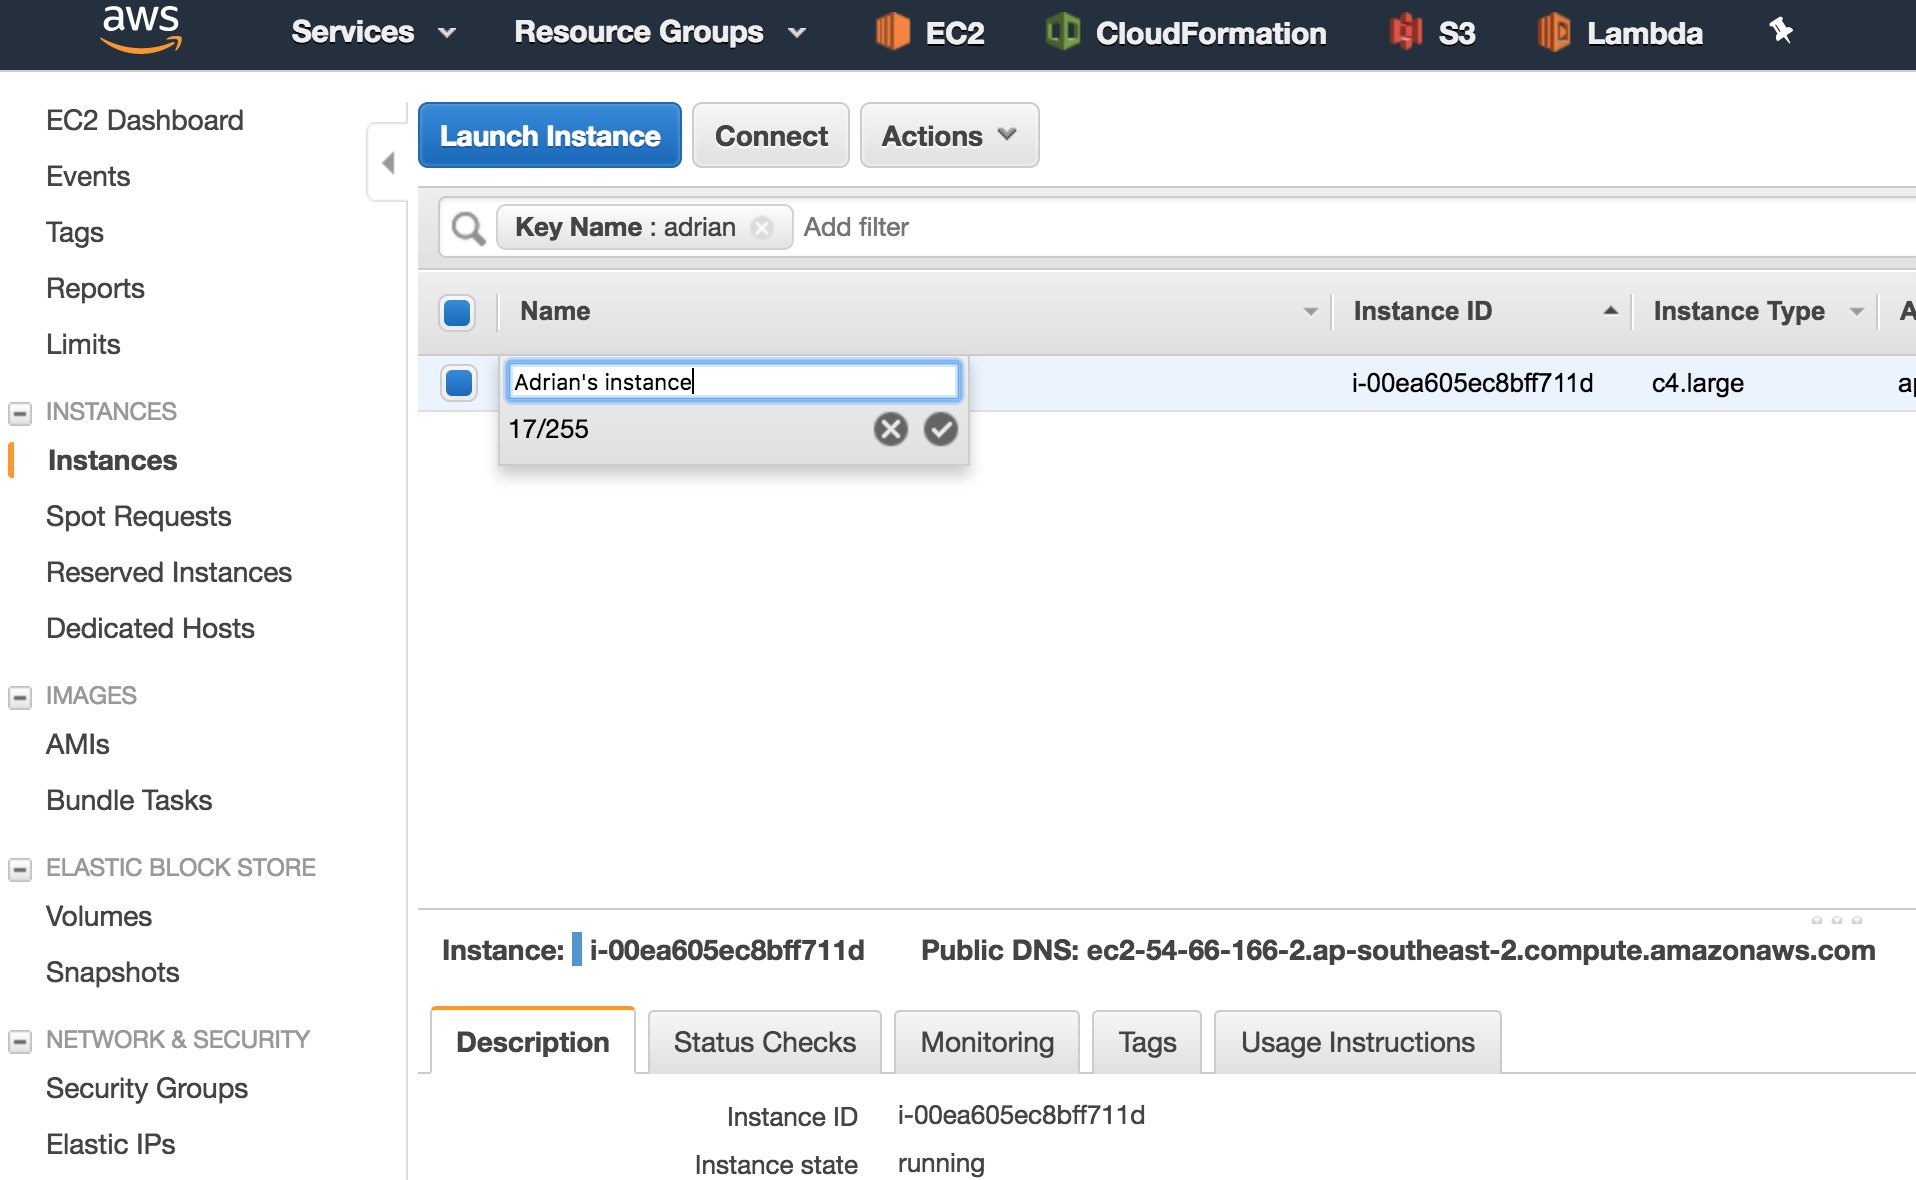 aws Services Resource Groups EC2 CloudFormation S3 Lambda
EC2 Dashboard
Events
Tags
Reports
Limits
INSTANCES
Instances
Spot Requests
Reserved Instances
Dedicated Hosts
IMAGES
AMIs
Bundle Tasks
ELASTIC BLOCK STORE
Volumes
Snapshots
NETWORK & SECURITY
Security Groups
Elastic IPs
Launch Instance Connect Actions
Key Name : adrian Add filter
Name Instance ID Instance Type A
Adrian's instance i-00ea605ec8bff711d c4.large ap
17/255
Instance: i-00ea605ec8bff711d Public DNS: ec2-54-66-166-2.ap-southeast-2.compute.amazonaws.com
Description Status Checks Monitoring Tags Usage Instructions
Instance ID i-00ea605ec8bff711d
Instance state running